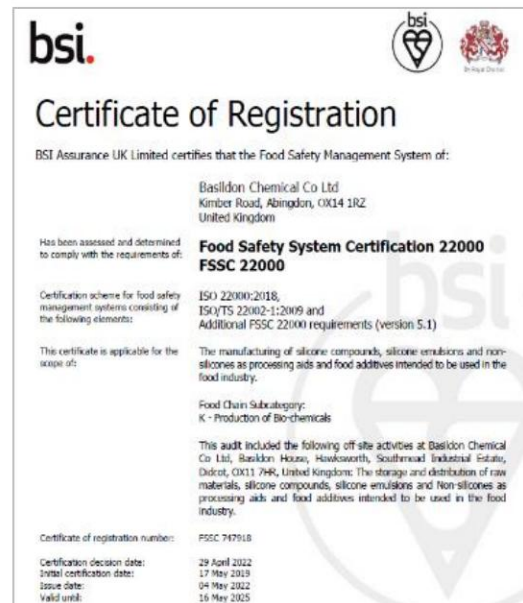 bsi.
bsi
By Royal Charter
Certificate of Registration
BSI Assurance UK Limited certifies that the Food Safety Management System of:
Basildon Chemical Co Ltd
Kimber Road, Abingdon, OX14 1RZ
United Kingdom
Has been assessed and determined
to comply with the requirements of:
Food Safety System Certification 22000
FSSC 22000
Certification scheme for food safety
management systems consisting of
the following elements:
ISO 22000:2018,
ISO/TS 22002-1:2009 and
Additional FSSC 22000 requirements (version 5.1)
This certificate is applicable for the
scope of:
The manufacturing of silicone compounds, silicone emulsions and non-
silicones as processing aids and food additives intended to be used in the
food industry.
Food Chain Subcategory:
K - Production of Bio-chemicals
This audit included the following off site activities at Basildon Chemical
Co Ltd, Basildon House, Hawksworth, Southmead Industrial Estate,
Didcot, OX11 7HR, United Kingdom: The storage and distribution of raw
materials, silicone compounds, silicone emulsions and Non-silicones as
processing aids and food additives intended to be used in the food
industry.
Certificate of registration number: FSSC 747918
Certification decision date: 29 April 2022
Initial certification date: 17 May 2019
Issue date: 04 May 2022
Valid until: 16 May 2025
bsi